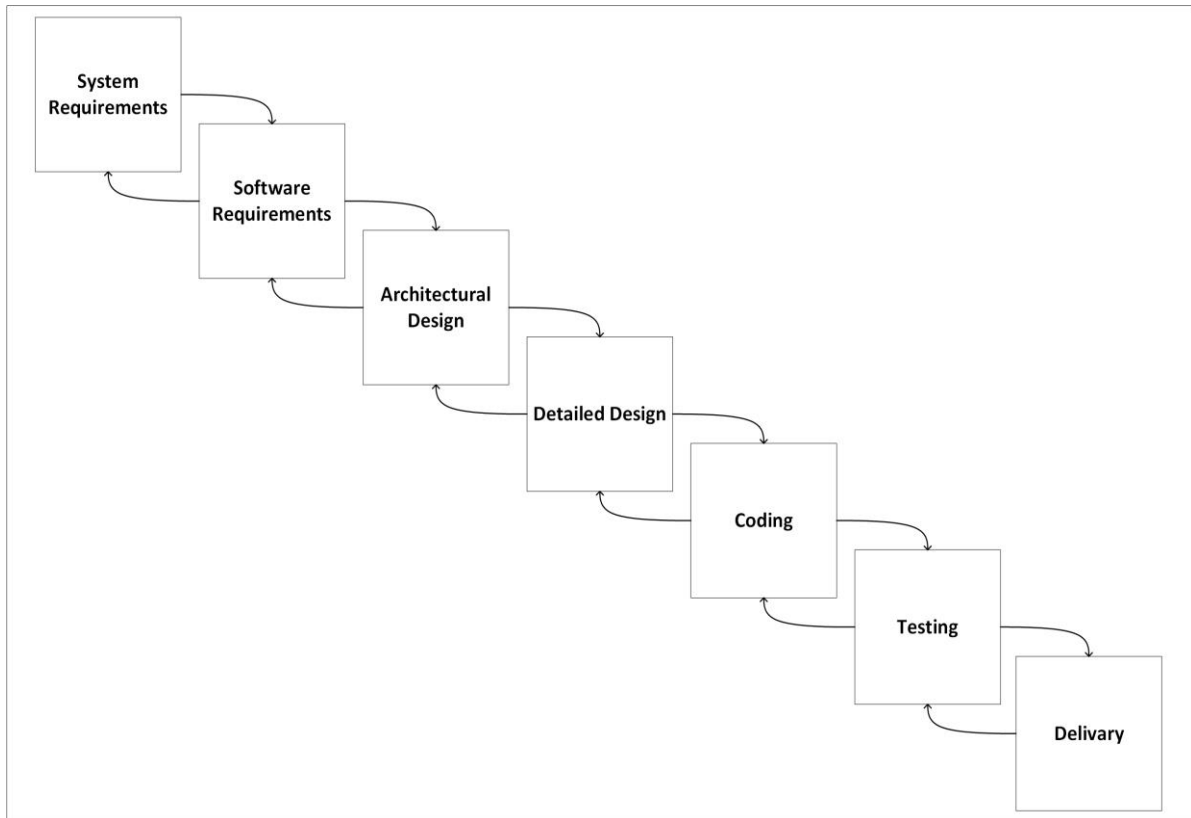 System
Requirements
Software
Requirements
Architectural
Design
Detailed Design
Coding
Testing
Delivary